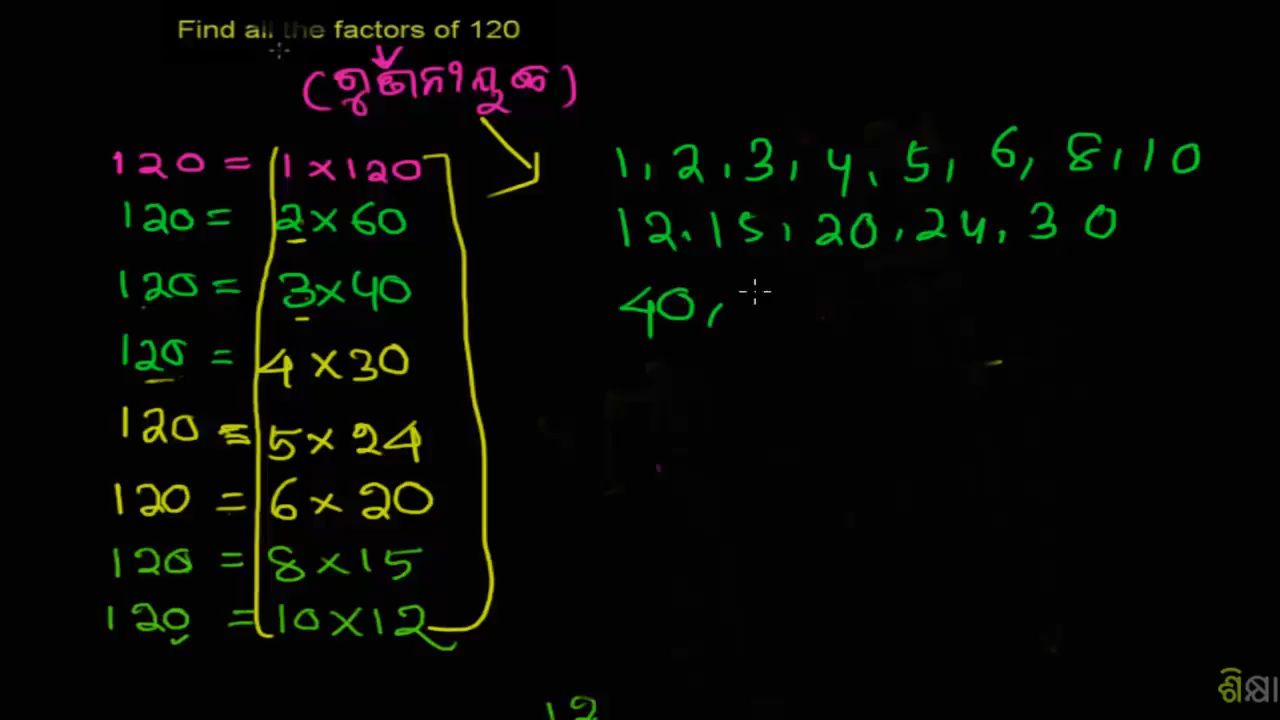 Find all the factors of 120
(ଗୁଣନୀୟକ)
120 = 1 x 120
120 = 2 x 60
120 = 3 x 40
120 = 4 x 30
120 = 5 x 24
120 = 6 x 20
120 = 8 x 15
120 = 10 x 12
1, 2, 3, 4, 5, 6, 8, 10
12, 15, 20, 24, 30
40,
12
ଶିକ୍ଷା